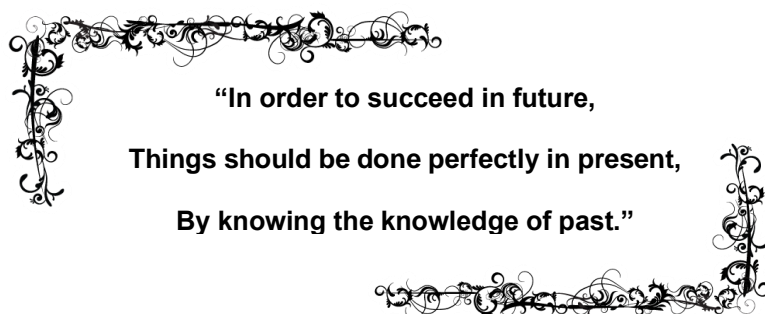 “In order to succeed in future,
Things should be done perfectly in present,
By knowing the knowledge of past.”